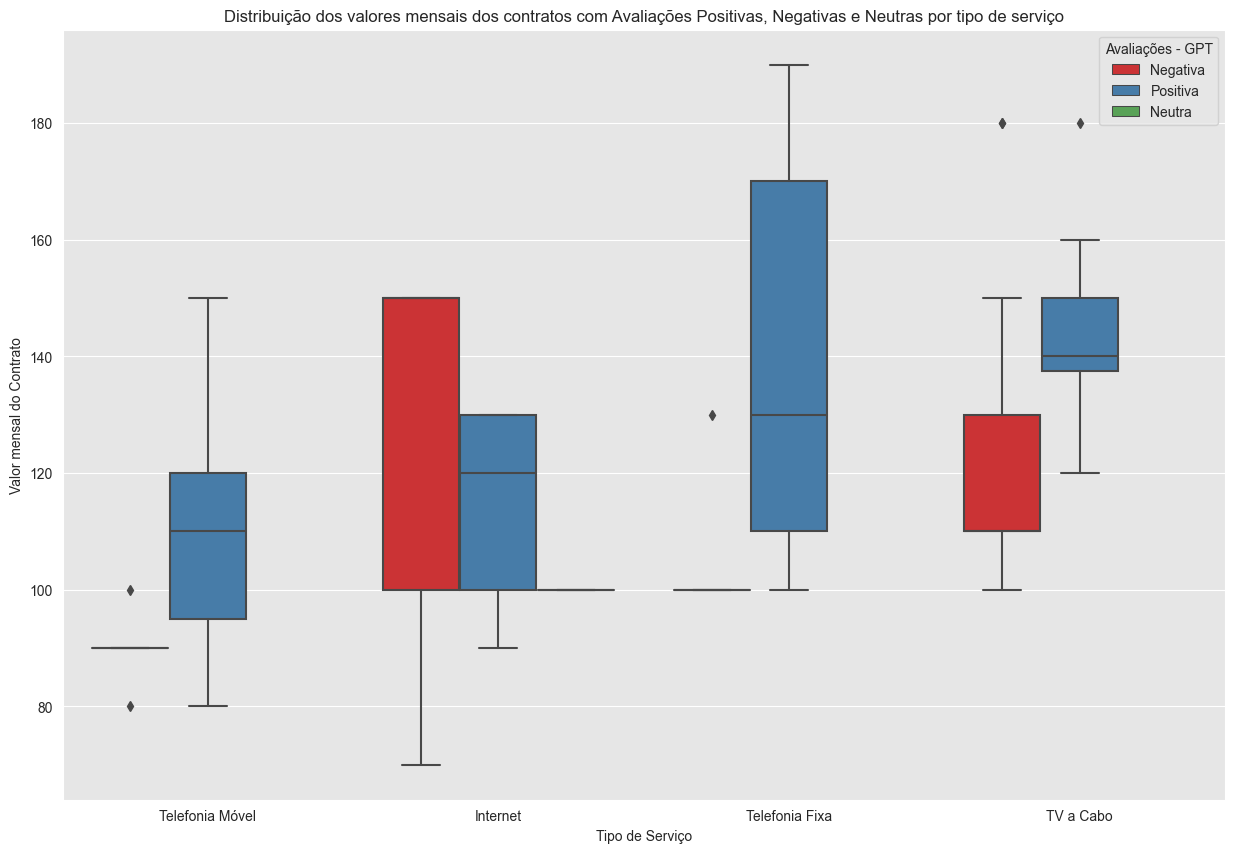 Distribuição dos valores mensais dos contratos com Avaliações Positivas, Negativas e Neutras por tipo de serviço
Avaliações - GPT
Negativa
Positiva
Neutra
Valor mensal do Contrato
180
160
140
120
100
80
Telefonia Móvel
Internet
Telefonia Fixa
TV a Cabo
Tipo de Serviço